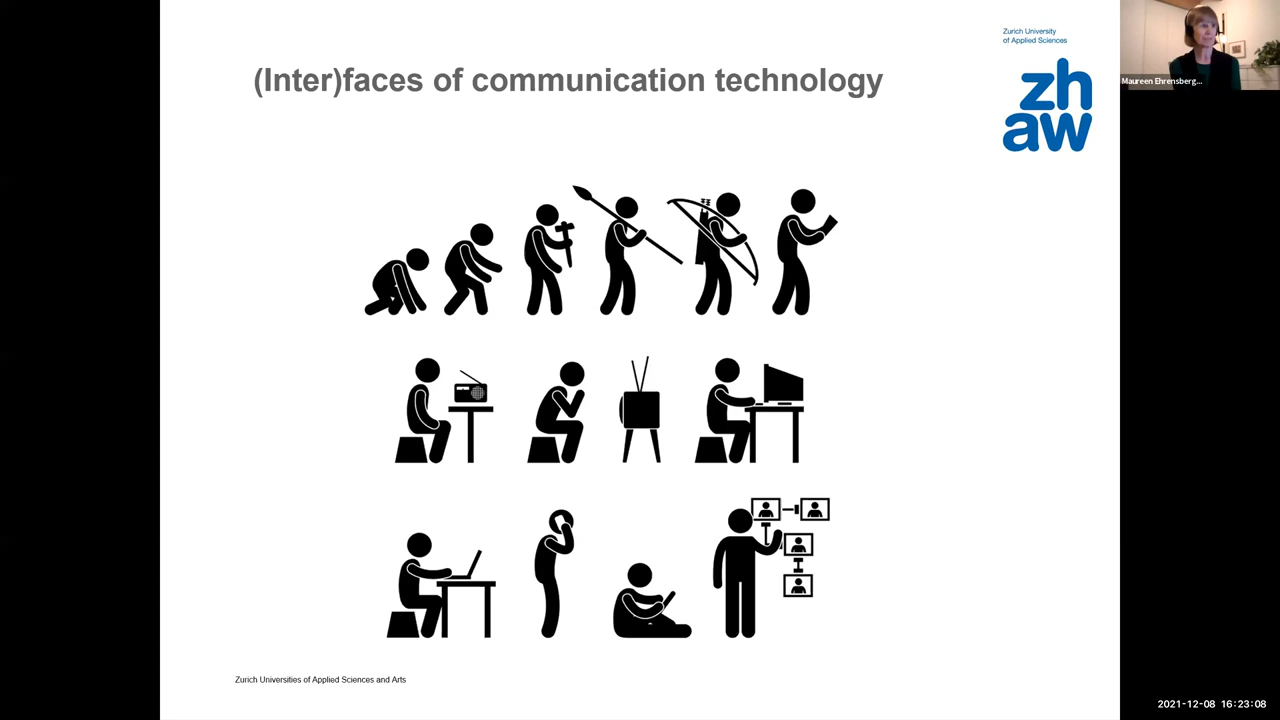 (Inter)faces of communication technology
Zurich University
of Applied Sciences
zh
aw
Maureen Ehrensberg...
Zurich Universities of Applied Sciences and Arts
2021-12-08 16:23:08